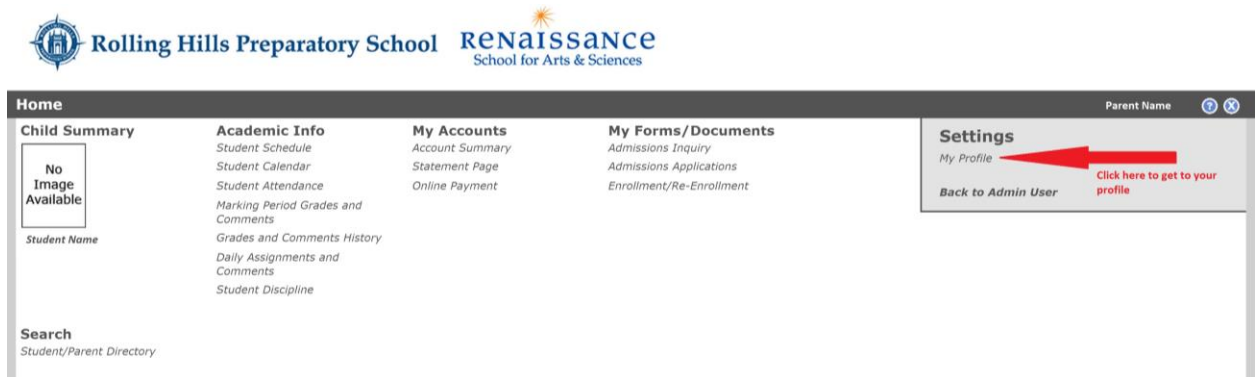 Rolling Hills Preparatory School
Renaissance
School for Arts & Sciences
Home
Parent Name
?
X
Child Summary
No
Image
Available
Student Name
Academic Info
Student Schedule
Student Calendar
Student Attendance
Marking Period Grades and
Comments
Grades and Comments History
Daily Assignments and
Comments
Student Discipline
My Accounts
Account Summary
Statement Page
Online Payment
My Forms/Documents
Admissions Inquiry
Admissions Applications
Enrollment/Re-Enrollment
Settings
My Profile
Click here to get to your
profile
Back to Admin User
Search
Student/Parent Directory